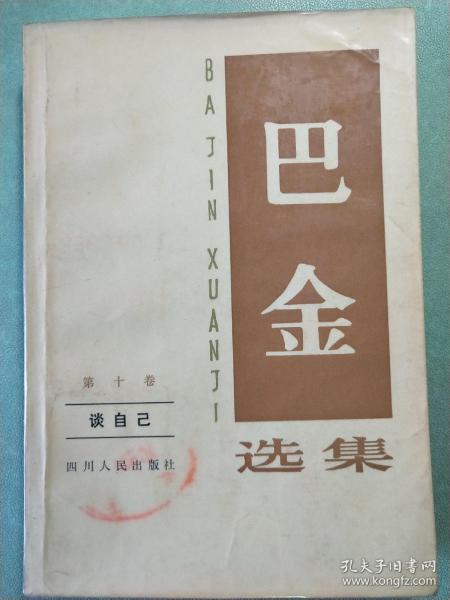 巴金
选集
BA JIN XUANJI
第十卷
谈自己
四川人民出版社
孔夫子旧书网
www.kongfz.com